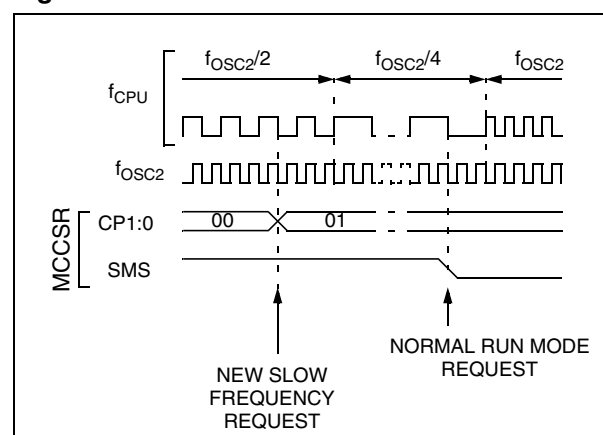 fOSC2/2 fOSC2/4 fOSC2
fCPU
fOSC2
MCCSR
CP1:0 00 01
SMS
NEW SLOW
FREQUENCY
REQUEST
NORMAL RUN MODE
REQUEST